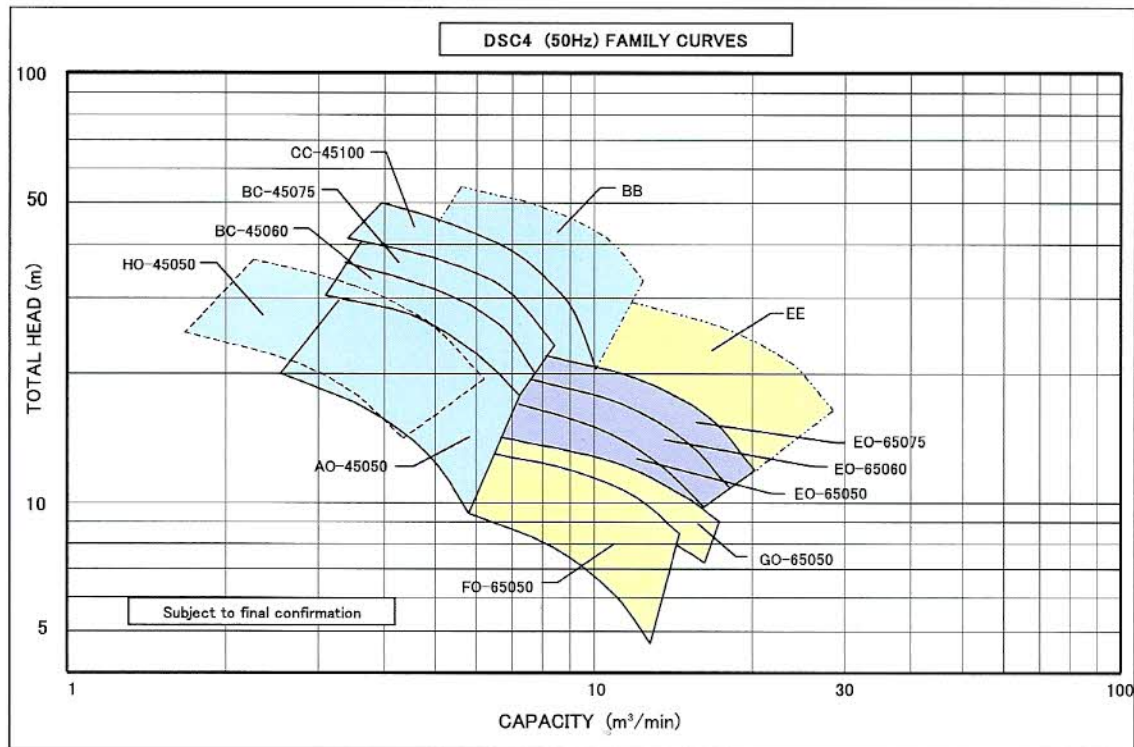 DSC4 (50Hz) FAMILY CURVES
100
CC-45100
BC-45075
BB
50
BC-45060
HO-45050
EE
TOTAL HEAD (m)
EO-65075
AO-45050
EO-65060
EO-65050
10
GO-65050
FO-65050
Subject to final confirmation
5
1
10
30
100
CAPACITY (m³/min)